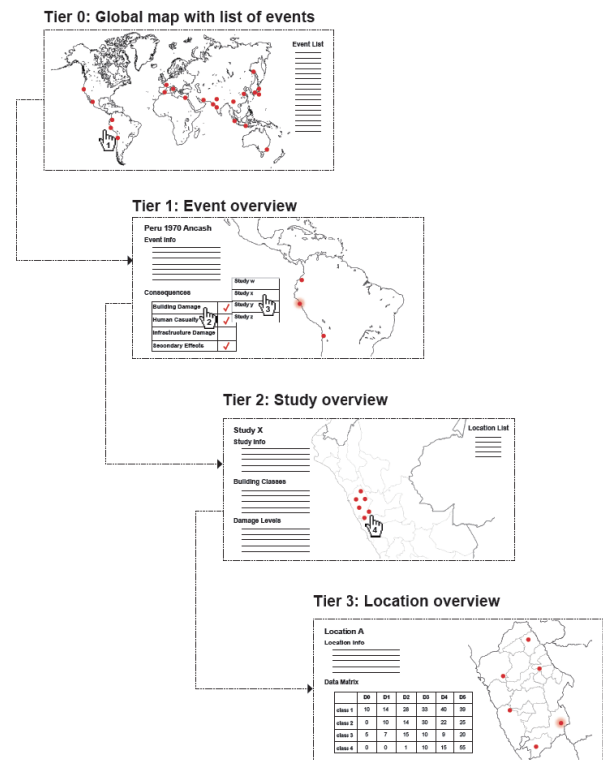 Tier 0: Global map with list of events
Event List
1
Tier 1: Event overview
Peru 1970 Ancash
Event Info
Consequences
Building Damage
Human Casualty
Infrastructure Damage
Secondary Effects
2
Study w
Study x
Study y
Study z
3
Tier 2: Study overview
Study X
Study Info
Building Classes
Damage Levels
Location List
4
Tier 3: Location overview
Location A
Location Info
Data Matrix
D0 D1 D2 D3 D4 D5
class 1 10 14 28 33 40 39
class 2 0 10 14 30 22 25
class 3 5 7 15 10 8 20
class 4 0 0 1 10 15 55